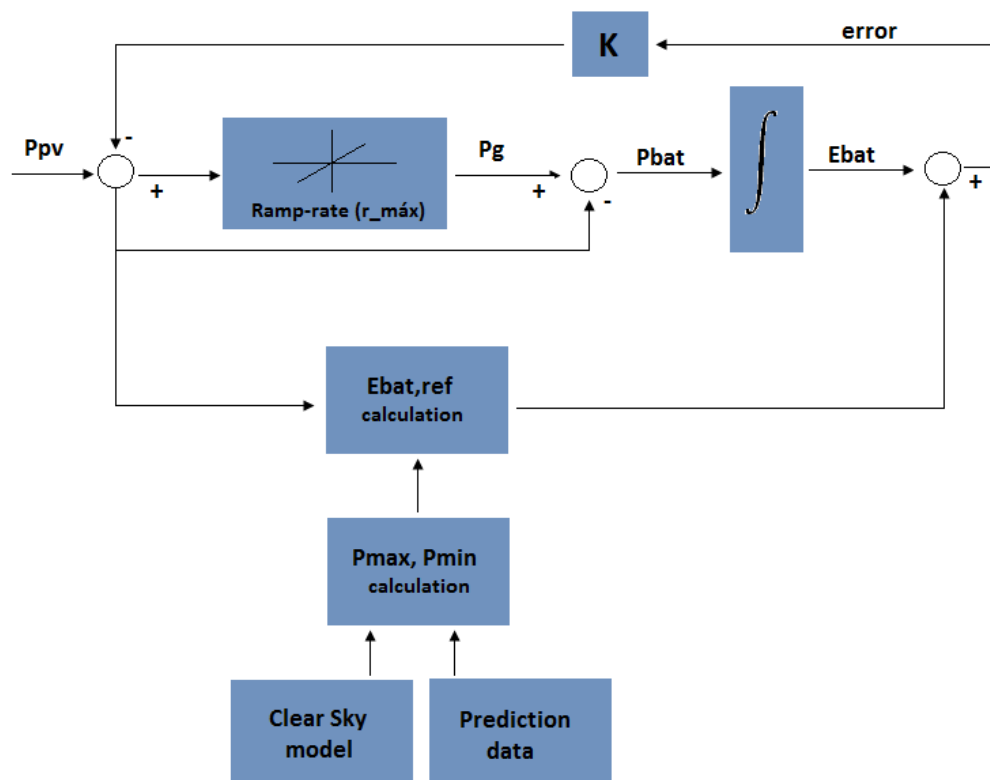 K
error
-
Ppv
+
Ramp-rate (r_máx)
Pg
+
-
Pbat
∫
Ebat
+
Ebat,ref
calculation
Pmax, Pmin
calculation
Clear Sky
model
Prediction
data